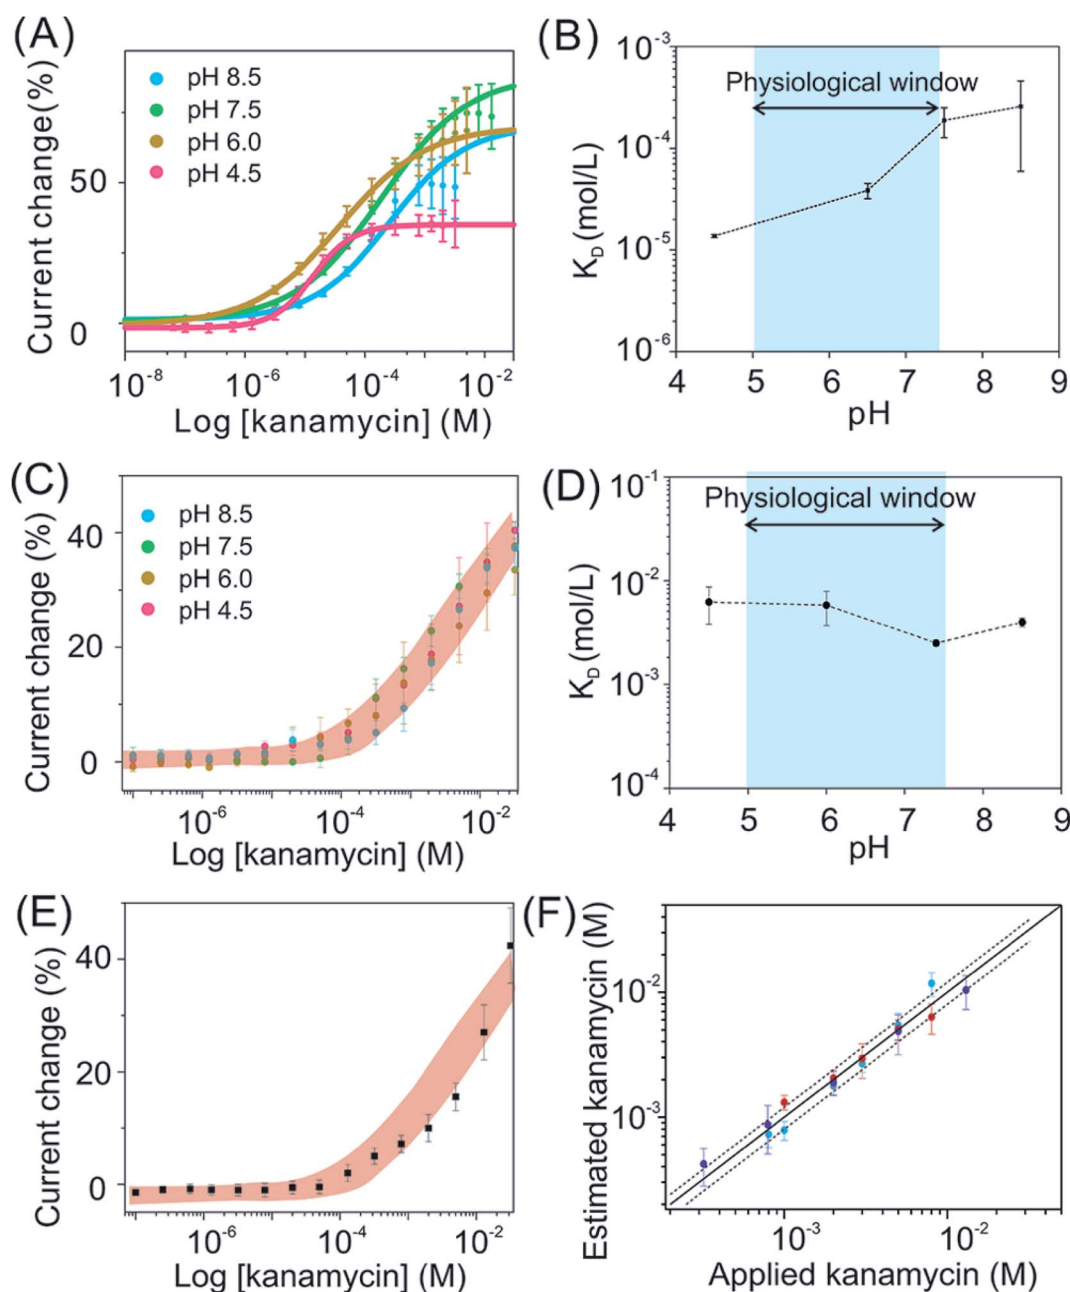 (A)
Current change(%)
50
0
pH 8.5
pH 7.5
pH 6.0
pH 4.5
10-8
10-6
10-4
10-2
Log [kanamycin] (M)
(B)
KD(mol/L)
10-3
10-4
10-5
10-6
Physiological window
4 5 6 7 8 9
pH
(C)
Current change (%)
40
20
0
pH 8.5
pH 7.5
pH 6.0
pH 4.5
10-6
10-4
10-2
Log [kanamycin] (M)
(D)
KD(mol/L)
10-1
10-2
10-3
10-4
Physiological window
4 5 6 7 8 9
pH
(E)
Current change (%)
40
20
0
10-6
10-4
10-2
Log [kanamycin] (M)
(F)
Estimated kanamycin (M)
10-2
10-3
10-3
10-2
Applied kanamycin (M)